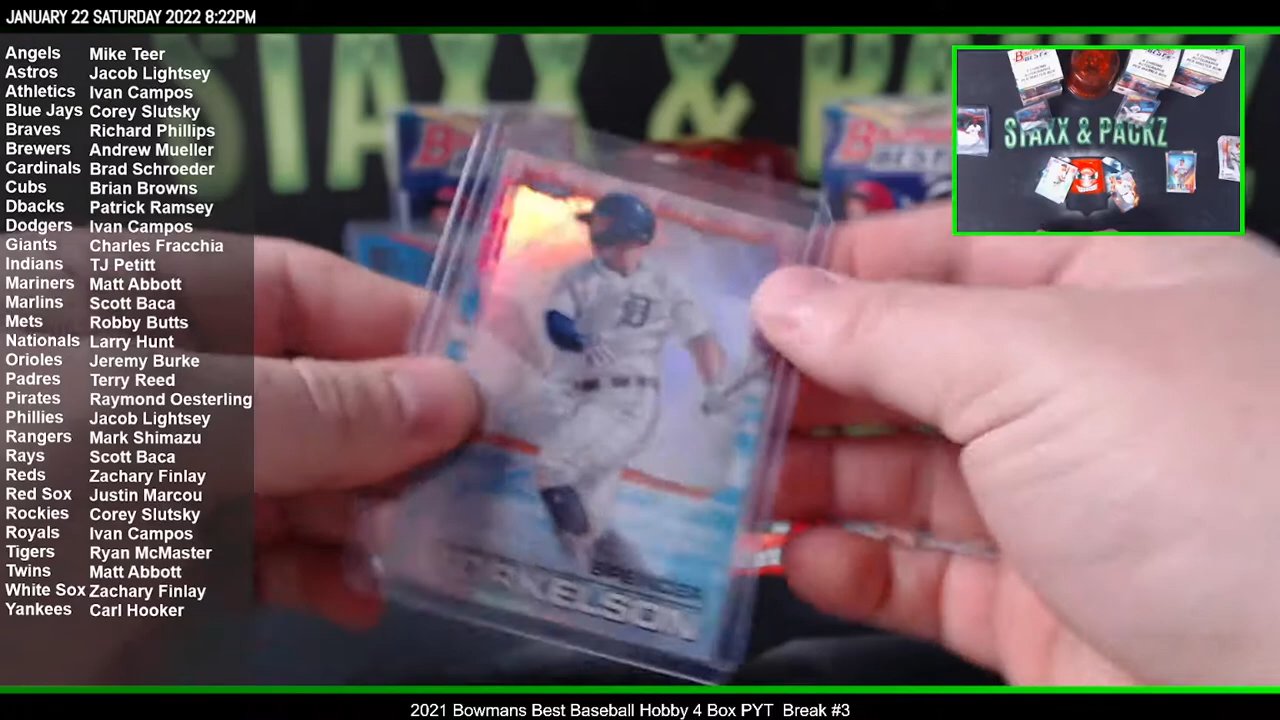 JANUARY 22 SATURDAY 2022 8:22PM
Angels Mike Teer
Astros Jacob Lightsey
Athletics Ivan Campos
Blue Jays Corey Slutsky
Braves Richard Phillips
Brewers Andrew Mueller
Cardinals Brad Schroeder
Cubs Brian Browns
Dbacks Patrick Ramsey
Dodgers Ivan Campos
Giants Charles Fracchia
Indians TJ Petitt
Mariners Matt Abbott
Marlins Scott Baca
Mets Robby Butts
Nationals Larry Hunt
Orioles Jeremy Burke
Padres Terry Reed
Pirates Raymond Oesterling
Phillies Jacob Lightsey
Rangers Mark Shimazu
Rays Scott Baca
Reds Zachary Finlay
Red Sox Justin Marcou
Rockies Corey Slutsky
Royals Ivan Campos
Tigers Ryan McMaster
Twins Matt Abbott
White Sox Zachary Finlay
Yankees Carl Hooker
STAXX & PACKZ
D
2021 Bowmans Best Baseball Hobby 4 Box PYT Break #3